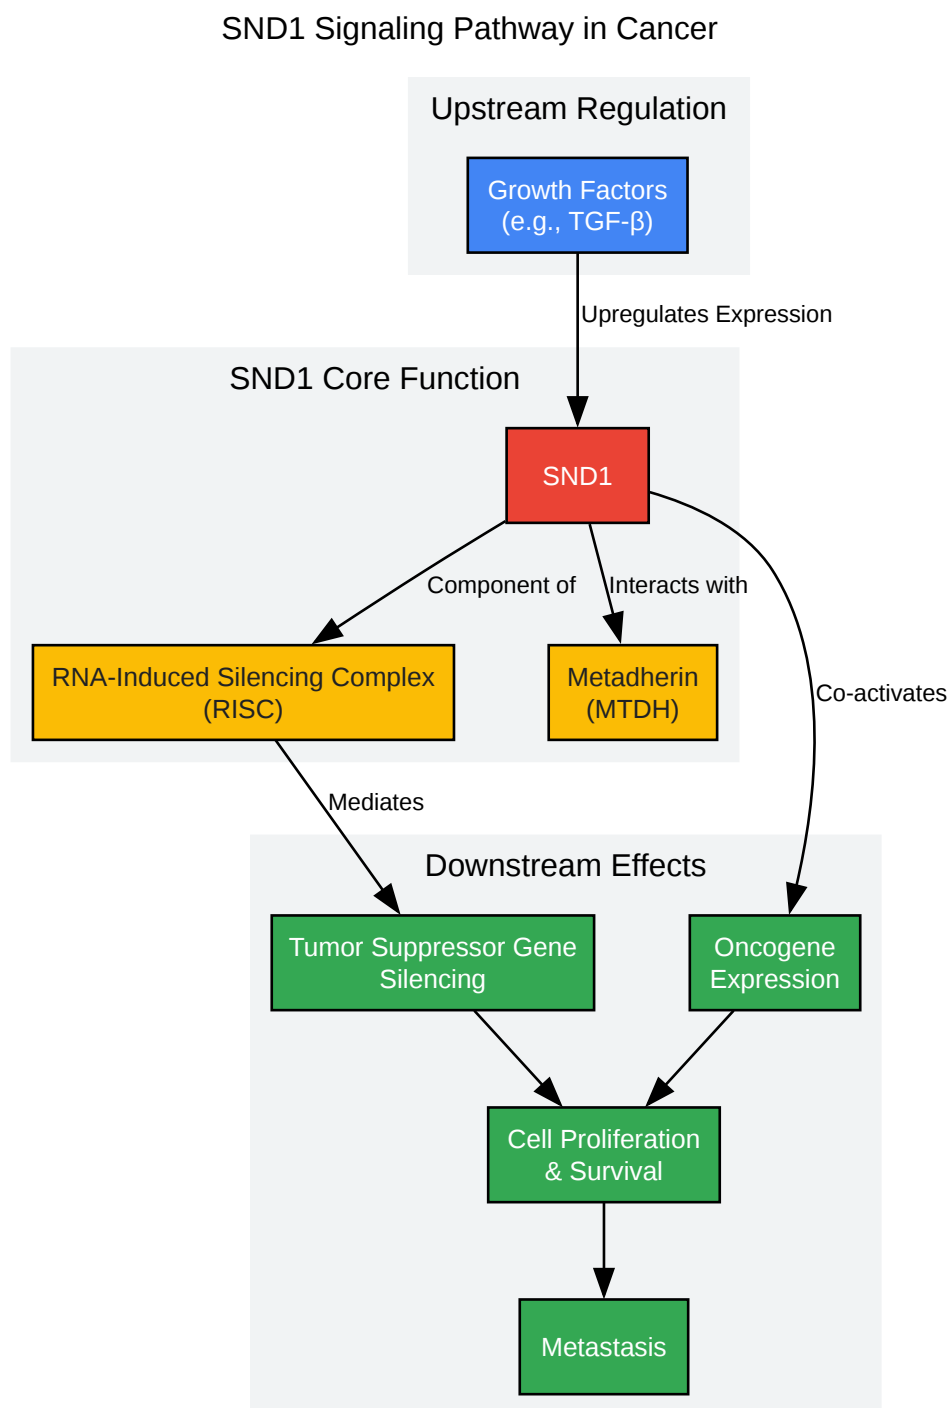 SND1 Signaling Pathway in Cancer
Upstream Regulation
Growth Factors
(e.g., TGF-β)
Upregulates Expression
SND1 Core Function
SND1
Component of
Interacts with
RNA-Induced Silencing Complex
(RISC)
Metadherin
(MTDH)
Co-activates
Mediates
Downstream Effects
Tumor Suppressor Gene
Silencing
Oncogene
Expression
Cell Proliferation
& Survival
Metastasis